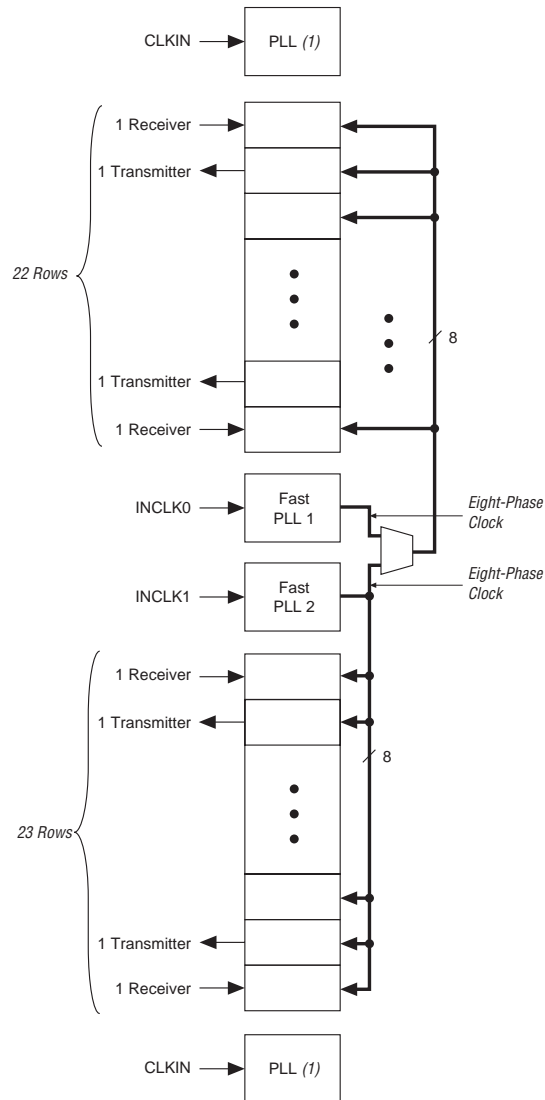 CLKIN
PLL (1)
1 Receiver
1 Transmitter
22 Rows
8
1 Transmitter
1 Receiver
INCLK0
Fast
PLL 1
Eight-Phase
Clock
INCLK1
Fast
PLL 2
Eight-Phase
Clock
1 Receiver
1 Transmitter
8
23 Rows
1 Transmitter
1 Receiver
CLKIN
PLL (1)